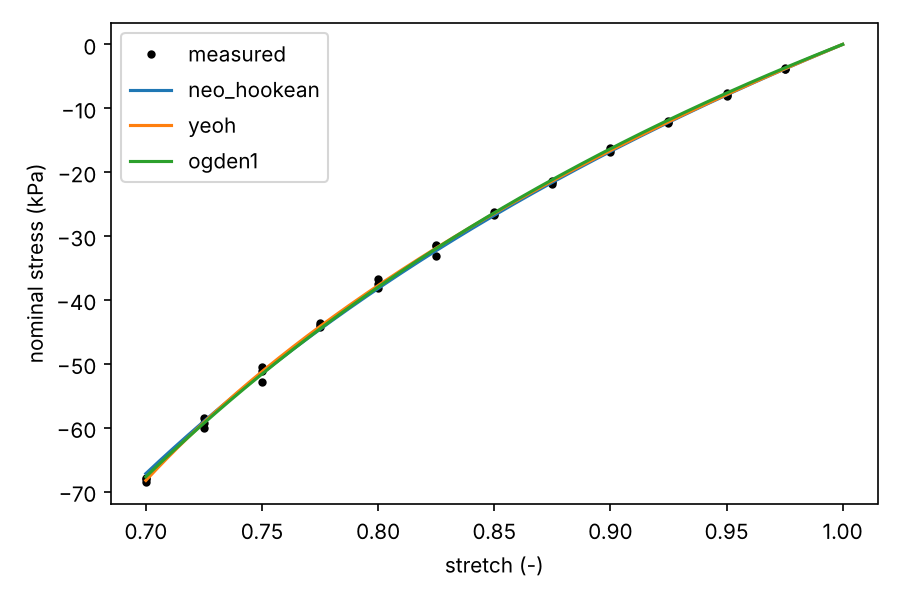 measured
neo_hookean
yeoh
ogden1
0
−10
−20
−30
−40
−50
−60
−70
nominal stress (kPa)
0.70 0.75 0.80 0.85 0.90 0.95 1.00
stretch (-)